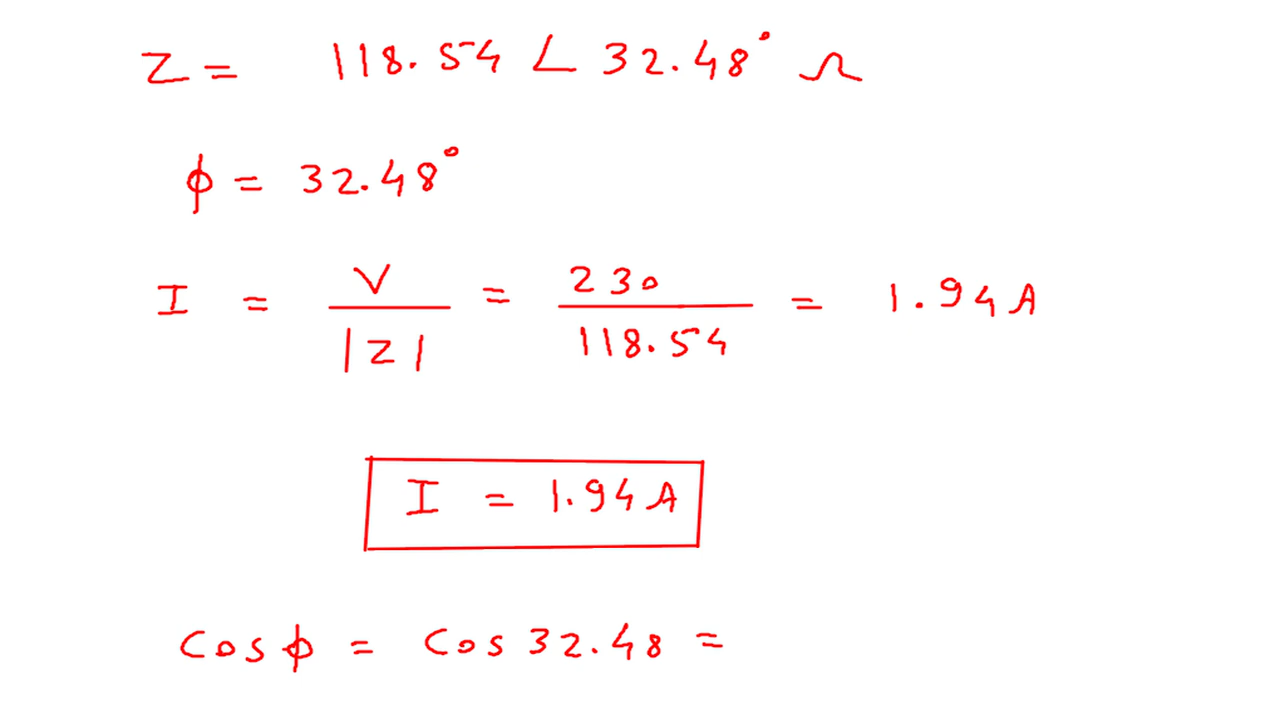 Z = 118.54 ∠ 32.48° Ω
ϕ = 32.48°
I = V / |Z| = 230 / 118.54 = 1.94 A
I = 1.94 A
Cos ϕ = Cos 32.48 =